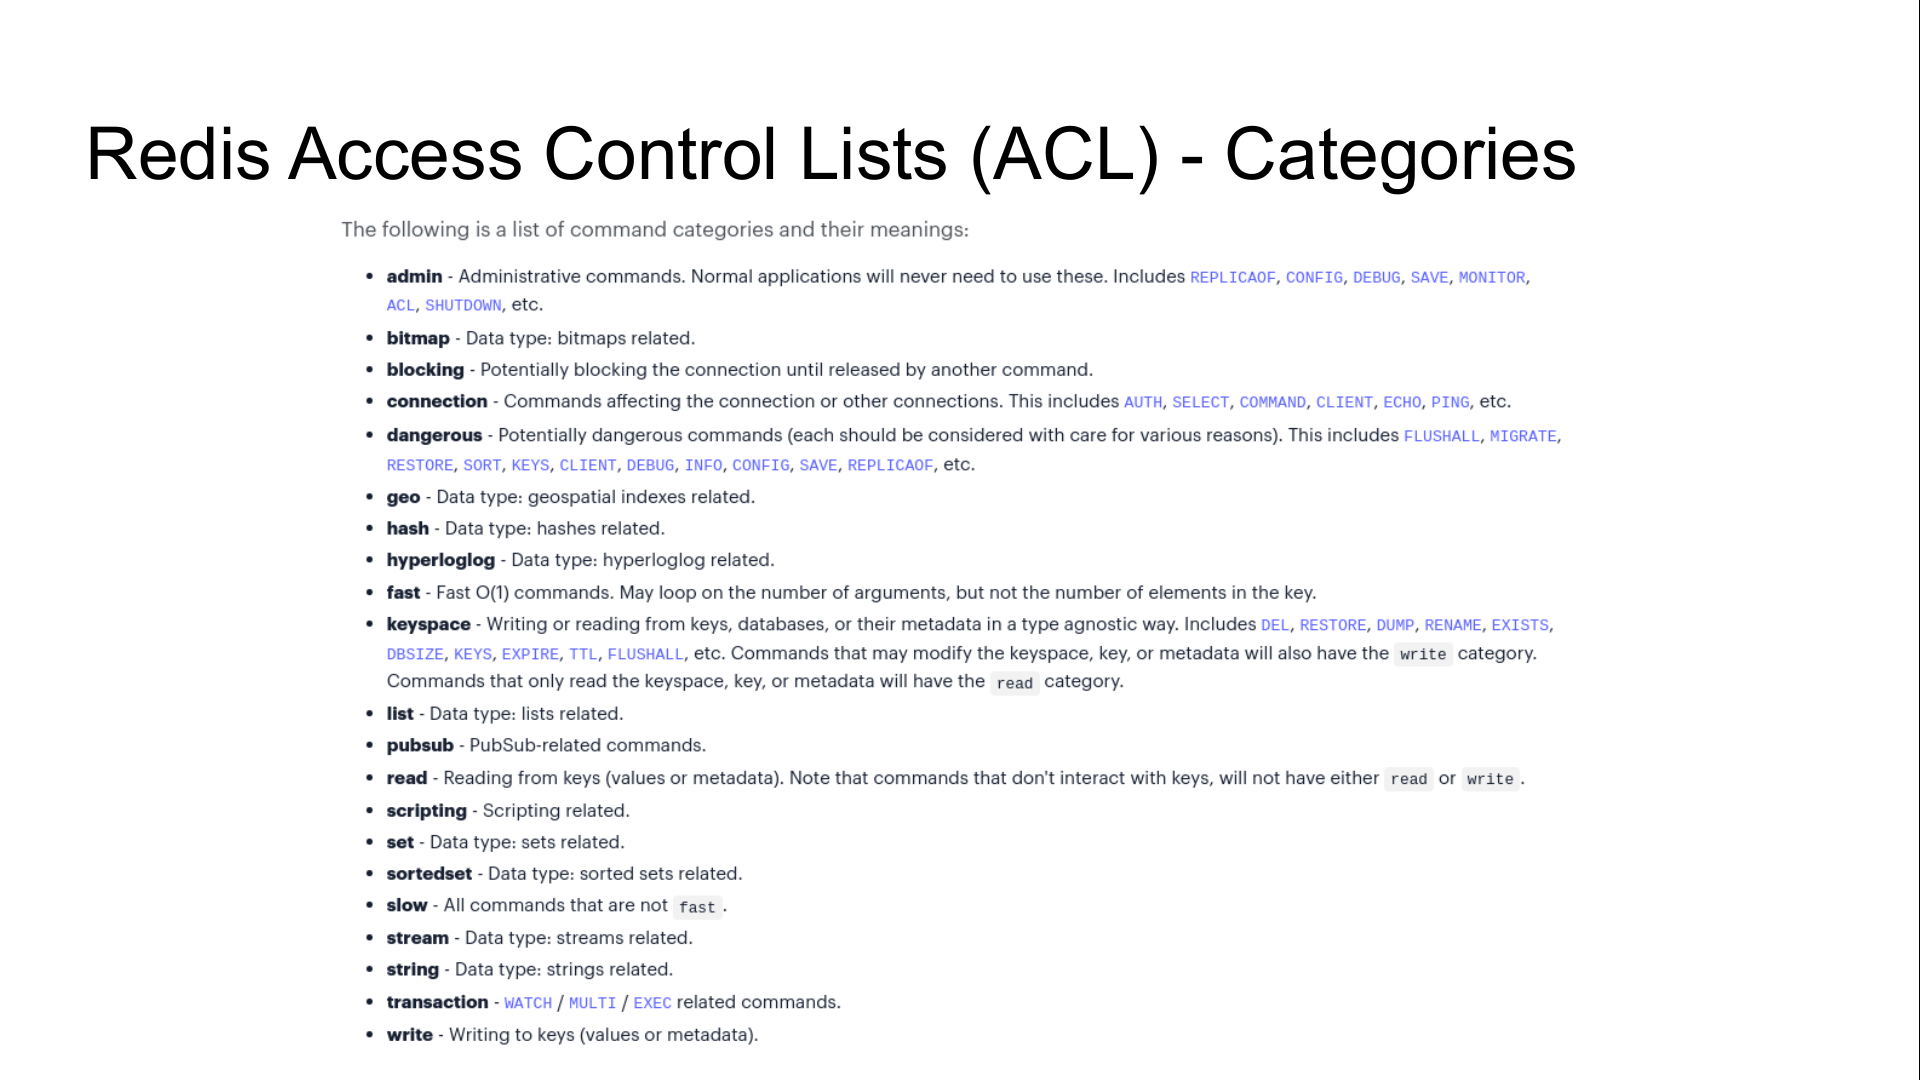 Redis Access Control Lists (ACL) - Categories
The following is a list of command categories and their meanings:
• admin - Administrative commands. Normal applications will never need to use these. Includes REPLICAOF, CONFIG, DEBUG, SAVE, MONITOR,
ACL, SHUTDOWN, etc.
• bitmap - Data type: bitmaps related.
• blocking - Potentially blocking the connection until released by another command.
• connection - Commands affecting the connection or other connections. This includes AUTH, SELECT, COMMAND, CLIENT, ECHO, PING, etc.
• dangerous - Potentially dangerous commands (each should be considered with care for various reasons). This includes FLUSHALL, MIGRATE,
RESTORE, SORT, KEYS, CLIENT, DEBUG, INFO, CONFIG, SAVE, REPLICAOF, etc.
• geo - Data type: geospatial indexes related.
• hash - Data type: hashes related.
• hyperloglog - Data type: hyperloglog related.
• fast - Fast O(1) commands. May loop on the number of arguments, but not the number of elements in the key.
• keyspace - Writing or reading from keys, databases, or their metadata in a type agnostic way. Includes DEL, RESTORE, DUMP, RENAME, EXISTS,
DBSIZE, KEYS, EXPIRE, TTL, FLUSHALL, etc. Commands that may modify the keyspace, key, or metadata will also have the write category.
Commands that only read the keyspace, key, or metadata will have the read category.
• list - Data type: lists related.
• pubsub - PubSub-related commands.
• read - Reading from keys (values or metadata). Note that commands that don't interact with keys, will not have either read or write.
• scripting - Scripting related.
• set - Data type: sets related.
• sortedset - Data type: sorted sets related.
• slow - All commands that are not fast.
• stream - Data type: streams related.
• string - Data type: strings related.
• transaction - WATCH / MULTI / EXEC related commands.
• write - Writing to keys (values or metadata).